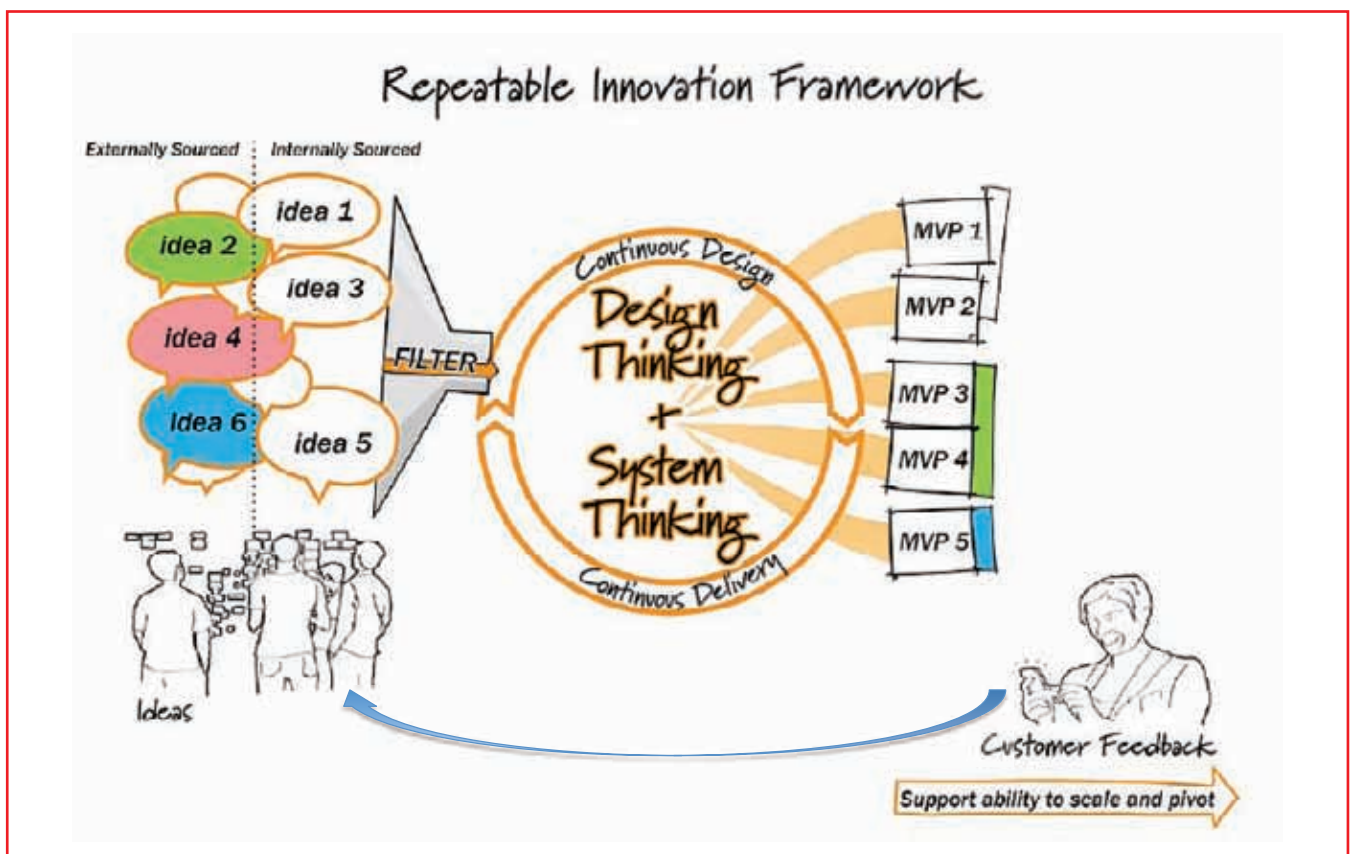 Repeatable Innovation Framework
Externally Sourced
Internally Sourced
idea 1
idea 2
idea 3
idea 4
idea 6
idea 5
FILTER
Continuous Design
Design
Thinking
+
System
Thinking
Continuous Delivery
MVP 1
MVP 2
MVP 3
MVP 4
MVP 5
Ideas
Customer Feedback
Support ability to scale and pivot